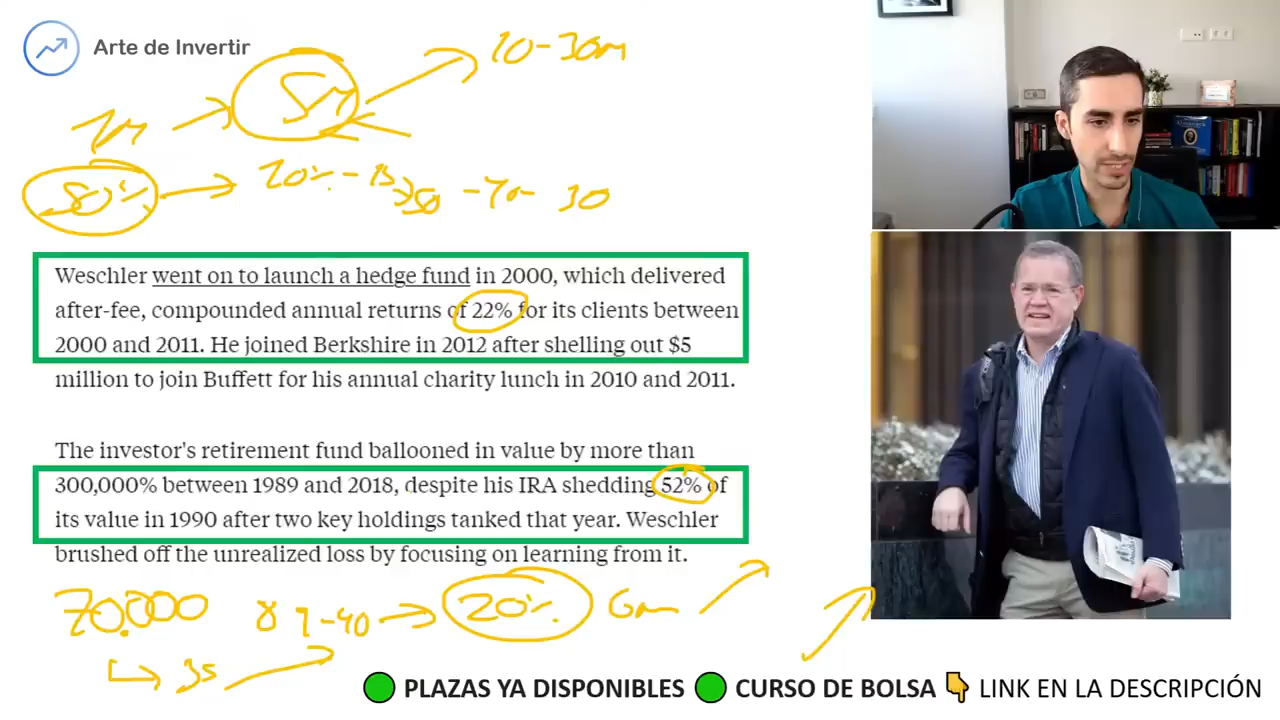 Arte de Invertir
10-30m
5M
1M
50% 20%-15
30
Weschler went on to launch a hedge fund in 2000, which delivered
after-fee, compounded annual returns of 22% for its clients between
2000 and 2011. He joined Berkshire in 2012 after shelling out $5
million to join Buffett for his annual charity lunch in 2010 and 2011.
The investor's retirement fund ballooned in value by more than
300,000% between 1989 and 2018, despite his IRA shedding 52% of
its value in 1990 after two key holdings tanked that year. Weschler
brushed off the unrealized loss by focusing on learning from it.
70.000
20%
35
PLAZAS YA DISPONIBLES CURSO DE BOLSA LINK EN LA DESCRIPCIÓN